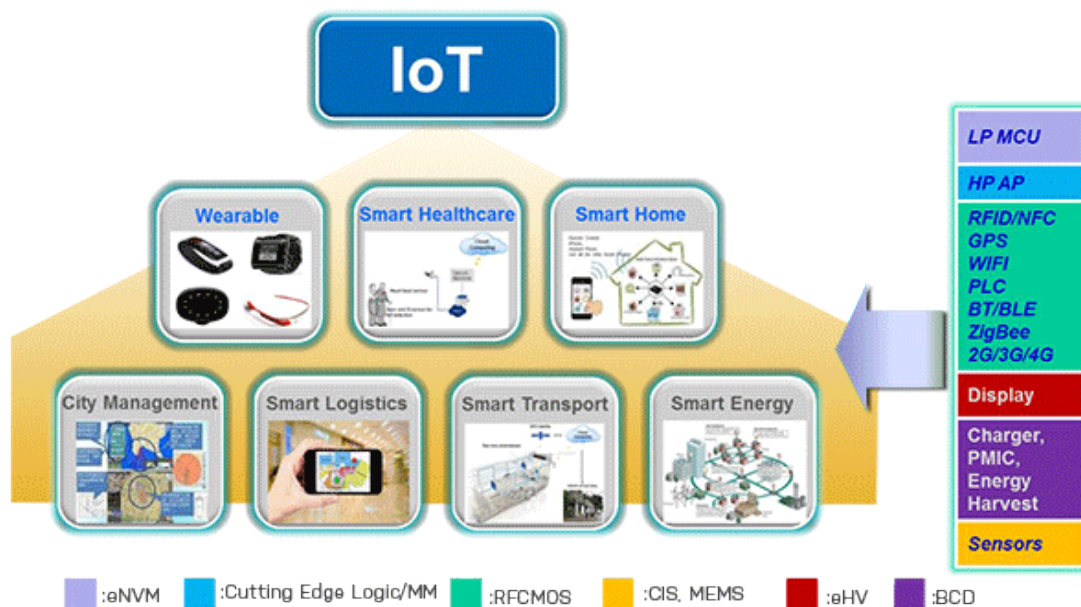 IoT
LP MCU
HP AP
RFID/NFC
GPS
WIFI
PLC
BT/BLE
ZigBee
2G/3G/4G
Display
Charger,
PMIC,
Energy
Harvest
Sensors
Wearable
Smart Healthcare
Smart Home
Cloud
Computing
City Management
Smart Logistics
Smart Transport
Smart Energy
:eNVM
:Cutting Edge Logic/MM
:RFCMOS
:CIS, MEMS
:eHV
:BCD